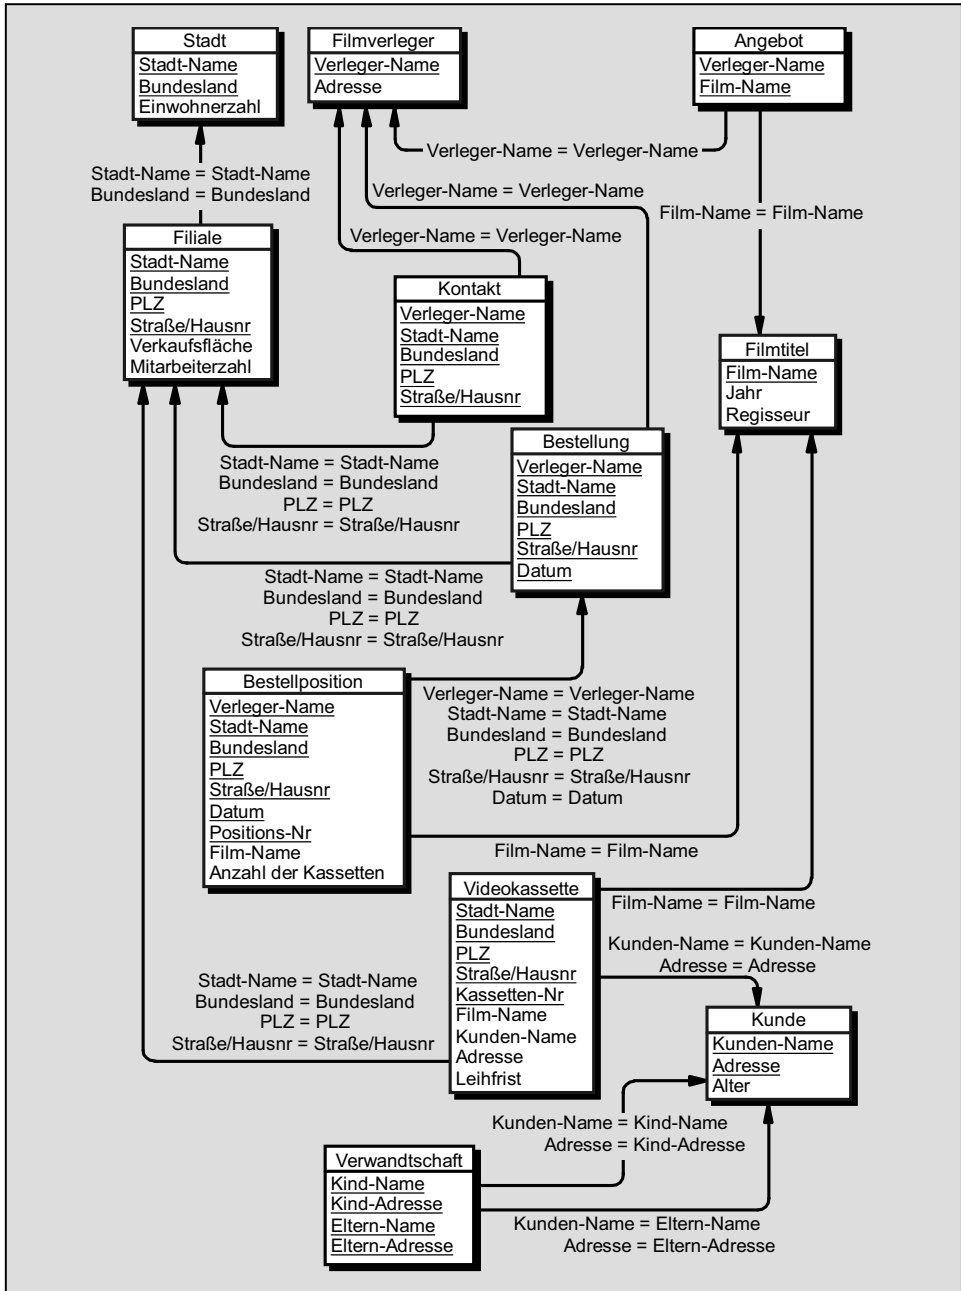 Stadt
Stadt-Name
Bundesland
Einwohnerzahl
Filmverleger
Verleger-Name
Adresse
Angebot
Verleger-Name
Film-Name
Verleger-Name = Verleger-Name
Stadt-Name = Stadt-Name
Bundesland = Bundesland
Verleger-Name = Verleger-Name
Film-Name = Film-Name
Verleger-Name = Verleger-Name
Filiale
Stadt-Name
Bundesland
PLZ
Straße/Hausnr
Verkaufsfläche
Mitarbeiterzahl
Kontakt
Verleger-Name
Stadt-Name
Bundesland
PLZ
Straße/Hausnr
Filmtitel
Film-Name
Jahr
Regisseur
Stadt-Name = Stadt-Name
Bundesland = Bundesland
PLZ = PLZ
Straße/Hausnr = Straße/Hausnr
Bestellung
Verleger-Name
Stadt-Name
Bundesland
PLZ
Straße/Hausnr
Datum
Stadt-Name = Stadt-Name
Bundesland = Bundesland
PLZ = PLZ
Straße/Hausnr = Straße/Hausnr
Bestellposition
Verleger-Name
Stadt-Name
Bundesland
PLZ
Straße/Hausnr
Datum
Positions-Nr
Film-Name
Anzahl der Kassetten
Verleger-Name = Verleger-Name
Stadt-Name = Stadt-Name
Bundesland = Bundesland
PLZ = PLZ
Straße/Hausnr = Straße/Hausnr
Datum = Datum
Film-Name = Film-Name
Videokassette
Stadt-Name
Bundesland
PLZ
Straße/Hausnr
Kassetten-Nr
Film-Name
Kunden-Name
Adresse
Leihfrist
Film-Name = Film-Name
Kunden-Name = Kunden-Name
Adresse = Adresse
Stadt-Name = Stadt-Name
Bundesland = Bundesland
PLZ = PLZ
Straße/Hausnr = Straße/Hausnr
Kunde
Kunden-Name
Adresse
Alter
Kunden-Name = Kind-Name
Adresse = Kind-Adresse
Verwandtschaft
Kind-Name
Kind-Adresse
Eltern-Name
Eltern-Adresse
Kunden-Name = Eltern-Name
Adresse = Eltern-Adresse